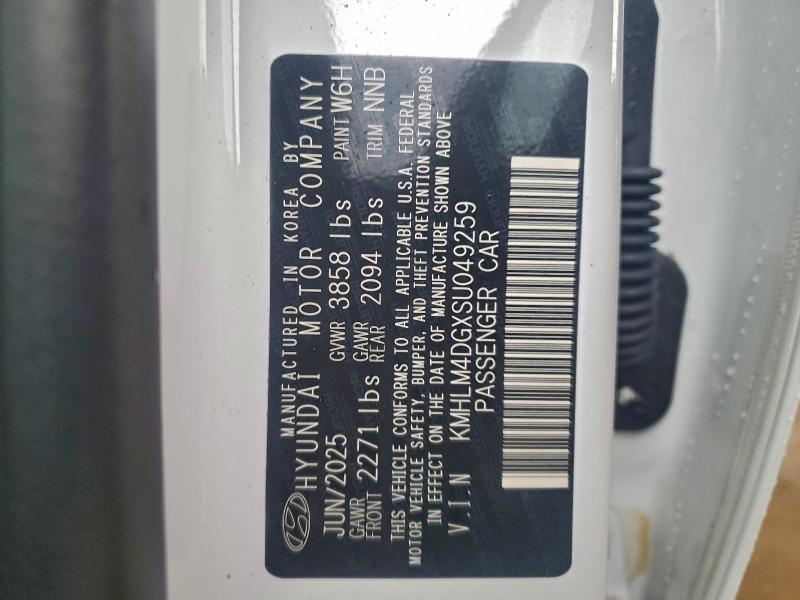 MANUFACTURED IN KOREA BY
HYUNDAI MOTOR COMPANY
JUN/2025 GVWR 3858 lbs PAINT W6H
GAWR FRONT 2271 lbs GAWR REAR 2094 lbs TRIM NNB
THIS VEHICLE CONFORMS TO ALL APPLICABLE U.S.A. FEDERAL
MOTOR VEHICLE SAFETY, BUMPER, AND THEFT PREVENTION STANDARDS
IN EFFECT ON THE DATE OF MANUFACTURE SHOWN ABOVE
V.I.N KMHLM4DGXSU049259
PASSENGER CAR